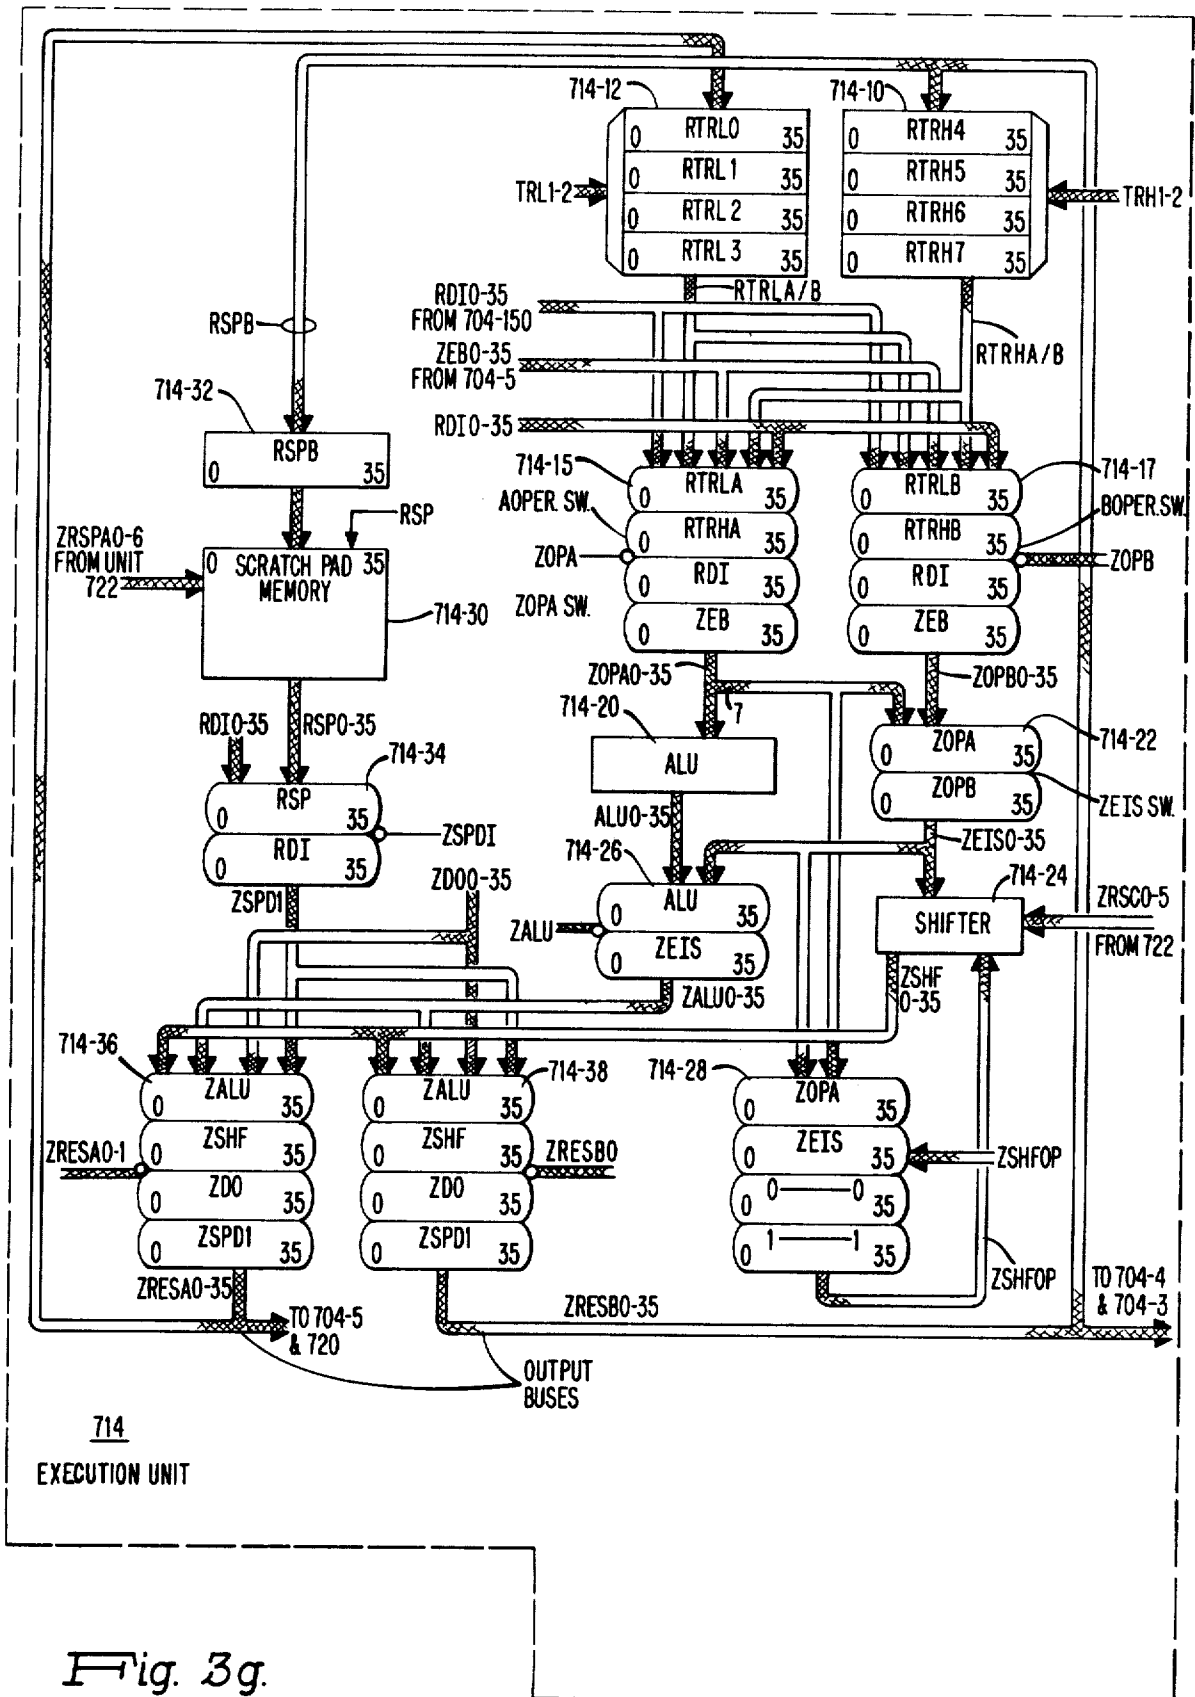 714-12
714-10
0 RTRL0 35
0 RTRL1 35
0 RTRL2 35
0 RTRL3 35
0 RTRH4 35
0 RTRH5 35
0 RTRH6 35
0 RTRH7 35
TRL1-2
TRH1-2
RTRLA/B
RTRHA/B
RDI0-35
FROM 704-150
ZEB0-35
FROM 704-5
RDI0-35
RSPB
714-32
0 RSPB 35
RSP
ZRSPA0-6
FROM UNIT
722
0 SCRATCH PAD 35
MEMORY
714-30
714-15
AOPER. SW.
ZOPA
ZOPA SW.
0 RTRLA 35
0 RTRHA 35
0 RDI 35
0 ZEB 35
0 RTRLB 35
0 RTRHB 35
0 RDI 35
0 ZEB 35
714-17
BOPER.SW.
ZOPB
ZOPA0-35
ZOPB0-35
7
714-20
ALU
0 ZOPA 35
0 ZOPB 35
714-22
ZEIS SW.
RDI0-35
RSP0-35
714-34
0 RSP 35
0 RDI 35
ZSPDI
ZSPD1
ZDO0-35
ALU0-35
ZEIS0-35
714-26
0 ALU 35
0 ZEIS 35
ZALU
ZALU0-35
714-24
SHIFTER
ZRSC0-5
FROM 722
ZSHF
0-35
714-36
0 ZALU 35
0 ZSHF 35
0 ZDO 35
0 ZSPD1 35
ZRESA0-1
0 ZALU 35
0 ZSHF 35
0 ZDO 35
0 ZSPD1 35
714-38
ZRESB0
714-28
0 ZOPA 35
0 ZEIS 35
0 0——0 35
0 1——1 35
ZSHFOP
ZSHFOP
ZRESA0-35
TO 704-5
& 720
ZRESB0-35
TO 704-4
& 704-3
OUTPUT
BUSES
714
EXECUTION UNIT
Fig. 3g.